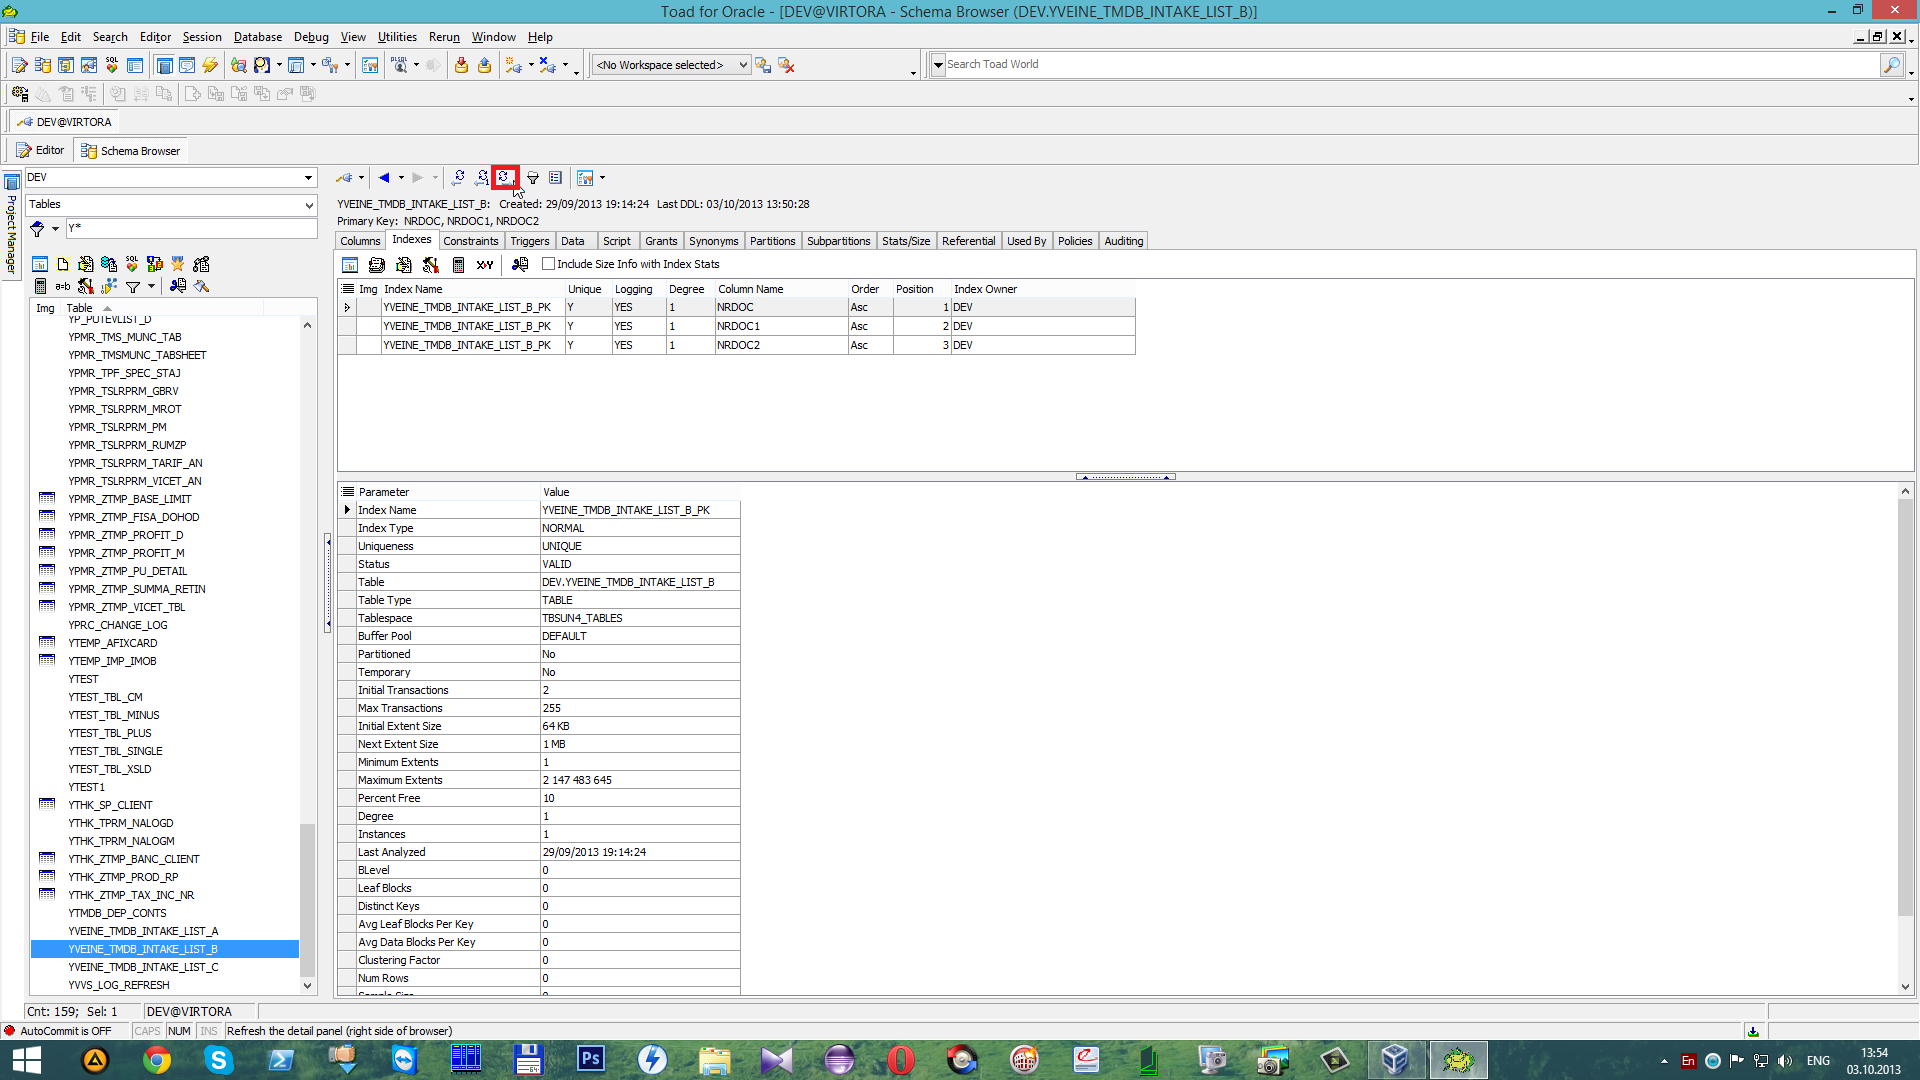 Toad for Oracle - [DEV@VIRTORA - Schema Browser (DEV.YVEINE_TMDB_INTAKE_LIST_B)]
File Edit Search Editor Session Database Debug View Utilities Rerun Window Help
SQL <No Workspace selected> Search Toad World
DEV@VIRTORA
Editor Schema Browser
Project Manager
DEV
Tables
Y*
YVEINE_TMDB_INTAKE_LIST_B: Created: 29/09/2013 19:14:24 Last DDL: 03/10/2013 13:50:28
Primary Key: NRDOC, NRDOC1, NRDOC2
Columns Indexes Constraints Triggers Data Script Grants Synonyms Partitions Subpartitions Stats/Size Referential Used By Policies Auditing
Include Size Info with Index Stats
Img Index Name Unique Logging Degree Column Name Order Position Index Owner
YVEINE_TMDB_INTAKE_LIST_B_PK Y YES 1 NRDOC Asc 1 DEV
YVEINE_TMDB_INTAKE_LIST_B_PK Y YES 1 NRDOC1 Asc 2 DEV
YVEINE_TMDB_INTAKE_LIST_B_PK Y YES 1 NRDOC2 Asc 3 DEV
Img Table
YP_PUTEVLIST_D
YPMR_TMS_MUNC_TAB
YPMR_TMSMUNC_TABSHEET
YPMR_TPF_SPEC_STAJ
YPMR_TSLRPRM_GBRV
YPMR_TSLRPRM_MROT
YPMR_TSLRPRM_PM
YPMR_TSLRPRM_RUMZP
YPMR_TSLRPRM_TARIF_AN
YPMR_TSLRPRM_VICET_AN
YPMR_ZTMP_BASE_LIMIT
YPMR_ZTMP_FISA_DOHOD
YPMR_ZTMP_PROFIT_D
YPMR_ZTMP_PROFIT_M
YPMR_ZTMP_PU_DETAIL
YPMR_ZTMP_SUMMA_RETIN
YPMR_ZTMP_VICET_TBL
YPRC_CHANGE_LOG
YTEMP_AFIXCARD
YTEMP_IMP_IMOB
YTEST
YTEST_TBL_CM
YTEST_TBL_MINUS
YTEST_TBL_PLUS
YTEST_TBL_SINGLE
YTEST_TBL_XSLD
YTEST1
YTHK_SP_CLIENT
YTHK_TPRM_NALOGD
YTHK_TPRM_NALOGM
YTHK_ZTMP_BANC_CLIENT
YTHK_ZTMP_PROD_RP
YTHK_ZTMP_TAX_INC_NR
YTMDB_DEP_CONTS
YVEINE_TMDB_INTAKE_LIST_A
YVEINE_TMDB_INTAKE_LIST_B
YVEINE_TMDB_INTAKE_LIST_C
YVVS_LOG_REFRESH
Parameter Value
Index Name YVEINE_TMDB_INTAKE_LIST_B_PK
Index Type NORMAL
Uniqueness UNIQUE
Status VALID
Table DEV.YVEINE_TMDB_INTAKE_LIST_B
Table Type TABLE
Tablespace TBSUN4_TABLES
Buffer Pool DEFAULT
Partitioned No
Temporary No
Initial Transactions 2
Max Transactions 255
Initial Extent Size 64 KB
Next Extent Size 1 MB
Minimum Extents 1
Maximum Extents 2 147 483 645
Percent Free 10
Degree 1
Instances 1
Last Analyzed 29/09/2013 19:14:24
BLevel 0
Leaf Blocks 0
Distinct Keys 0
Avg Leaf Blocks Per Key 0
Avg Data Blocks Per Key 0
Clustering Factor 0
Num Rows 0
Sample Size 0
Cnt: 159; Sel: 1 DEV@VIRTORA
AutoCommit is OFF CAPS NUM INS Refresh the detail panel (right side of browser)
Ps En ENG 13:54
03.10.2013